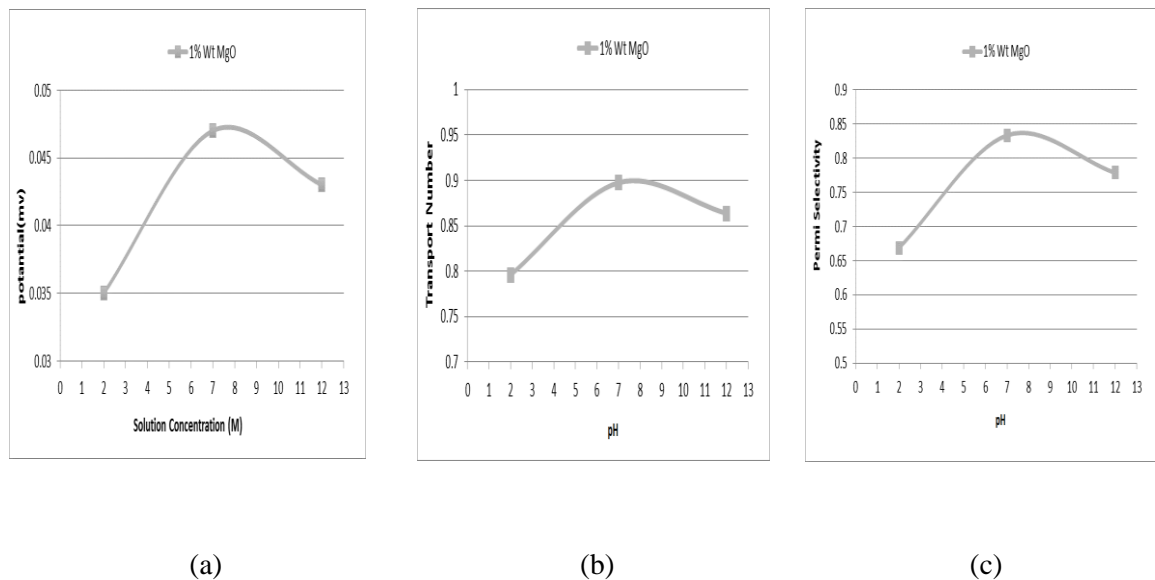 1% Wt MgO
0.05
0.045
0.04
0.035
0.03
potantial(mv)
0 1 2 3 4 5 6 7 8 9 10 11 12 13
Solution Concentration (M)
(a)
1% Wt MgO
1
0.95
0.9
0.85
0.8
0.75
0.7
Transport Number
0 1 2 3 4 5 6 7 8 9 10 11 12 13
pH
(b)
1% Wt MgO
0.9
0.85
0.8
0.75
0.7
0.65
0.6
0.55
0.5
Permi Selectivity
0 1 2 3 4 5 6 7 8 9 10 11 12 13
pH
(c)